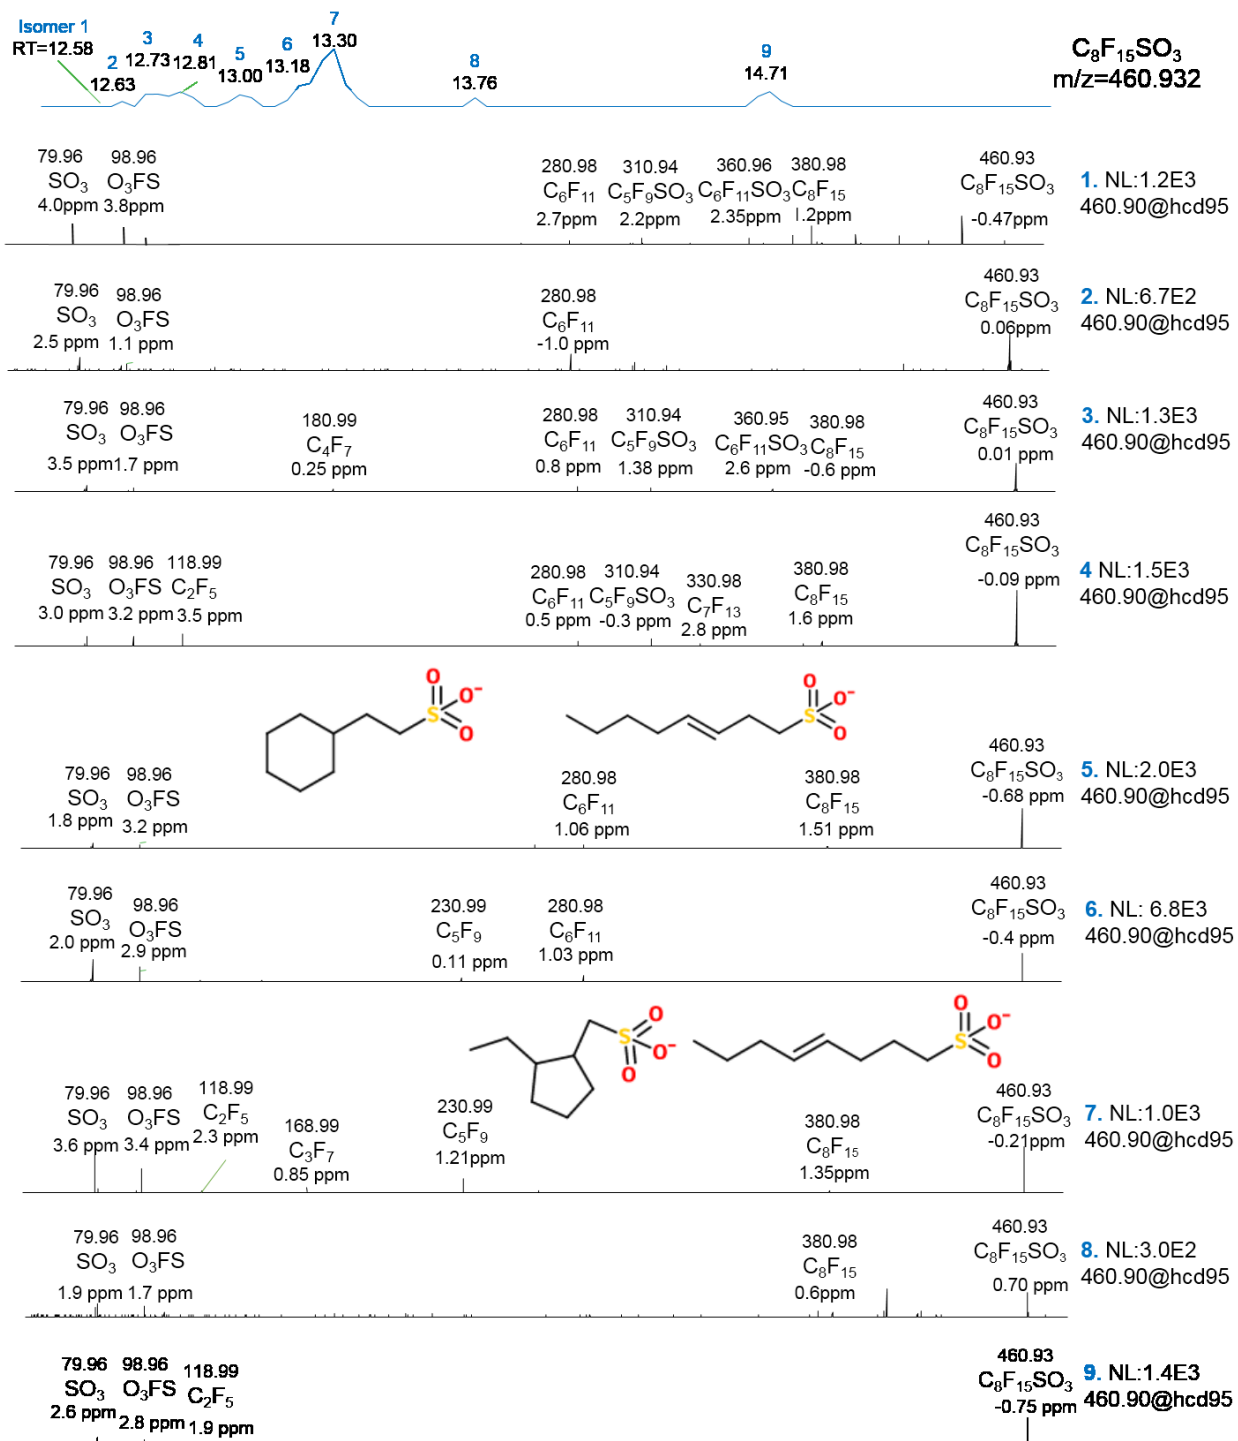 Isomer 1
RT=12.58
2
12.63
3
12.73
4
12.81
5
13.00
6
13.18
7
13.30
8
13.76
9
14.71
C₈F₁₅SO₃
m/z=460.932
79.96
SO₃
4.0ppm
98.96
O₃FS
3.8ppm
280.98
C₆F₁₁
2.7ppm
310.94
C₅F₉SO₃
2.2ppm
360.96
C₆F₁₁SO₃
2.35ppm
380.98
C₈F₁₅
1.2ppm
460.93
C₈F₁₅SO₃
-0.47ppm
1. NL:1.2E3
460.90@hcd95
79.96
SO₃
2.5 ppm
98.96
O₃FS
1.1 ppm
280.98
C₆F₁₁
-1.0 ppm
460.93
C₈F₁₅SO₃
0.06ppm
2. NL:6.7E2
460.90@hcd95
79.96
SO₃
3.5 ppm
98.96
O₃FS
1.7 ppm
180.99
C₄F₇
0.25 ppm
280.98
C₆F₁₁
0.8 ppm
310.94
C₅F₉SO₃
1.38 ppm
360.95
C₆F₁₁SO₃
2.6 ppm
380.98
C₈F₁₅
-0.6 ppm
460.93
C₈F₁₅SO₃
0.01 ppm
3. NL:1.3E3
460.90@hcd95
79.96
SO₃
3.0 ppm
98.96
O₃FS
3.2 ppm
118.99
C₂F₅
3.5 ppm
280.98
C₆F₁₁
0.5 ppm
310.94
C₅F₉SO₃
-0.3 ppm
330.98
C₇F₁₃
2.8 ppm
380.98
C₈F₁₅
1.6 ppm
460.93
C₈F₁₅SO₃
-0.09 ppm
4 NL:1.5E3
460.90@hcd95
O
S O⁻
O
O
S O⁻
O
79.96
SO₃
1.8 ppm
98.96
O₃FS
3.2 ppm
280.98
C₆F₁₁
1.06 ppm
380.98
C₈F₁₅
1.51 ppm
460.93
C₈F₁₅SO₃
-0.68 ppm
5. NL:2.0E3
460.90@hcd95
79.96
SO₃
2.0 ppm
98.96
O₃FS
2.9 ppm
230.99
C₅F₉
0.11 ppm
280.98
C₆F₁₁
1.03 ppm
460.93
C₈F₁₅SO₃
-0.4 ppm
6. NL: 6.8E3
460.90@hcd95
O
S O⁻
O
O
S O⁻
O
79.96
SO₃
3.6 ppm
98.96
O₃FS
3.4 ppm
118.99
C₂F₅
2.3 ppm
168.99
C₃F₇
0.85 ppm
230.99
C₅F₉
1.21ppm
380.98
C₈F₁₅
1.35ppm
460.93
C₈F₁₅SO₃
-0.21ppm
7. NL:1.0E3
460.90@hcd95
79.96
SO₃
1.9 ppm
98.96
O₃FS
1.7 ppm
380.98
C₈F₁₅
0.6ppm
460.93
C₈F₁₅SO₃
0.70 ppm
8. NL:3.0E2
460.90@hcd95
79.96
SO₃
2.6 ppm
98.96
O₃FS
2.8 ppm
118.99
C₂F₅
1.9 ppm
460.93
C₈F₁₅SO₃
-0.75 ppm
9. NL:1.4E3
460.90@hcd95